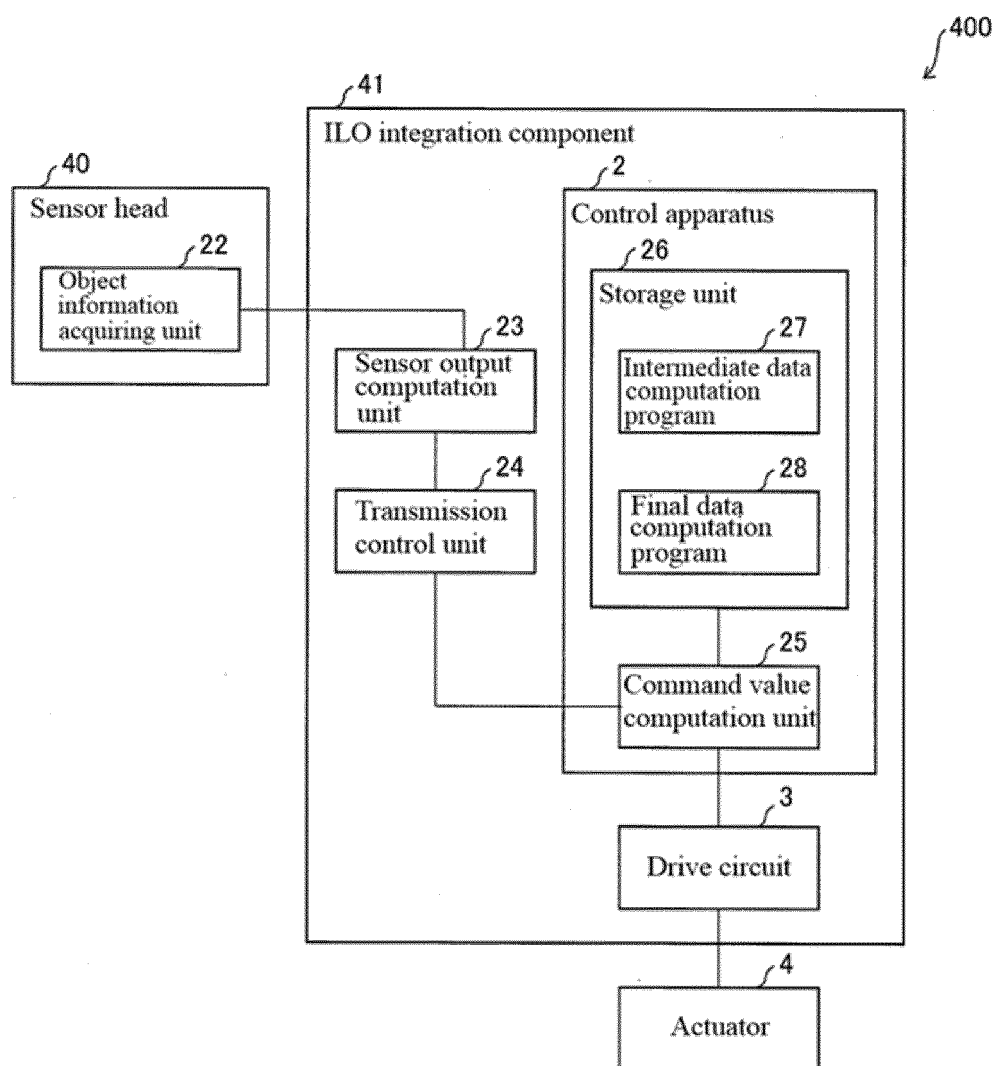 400
41
ILO integration component
40
Sensor head
22
Object
information
acquiring unit
2
Control apparatus
26
Storage unit
23
Sensor output
computation
unit
27
Intermediate data
computation
program
24
Transmission
control unit
28
Final data
computation
program
25
Command value
computation unit
3
Drive circuit
4
Actuator